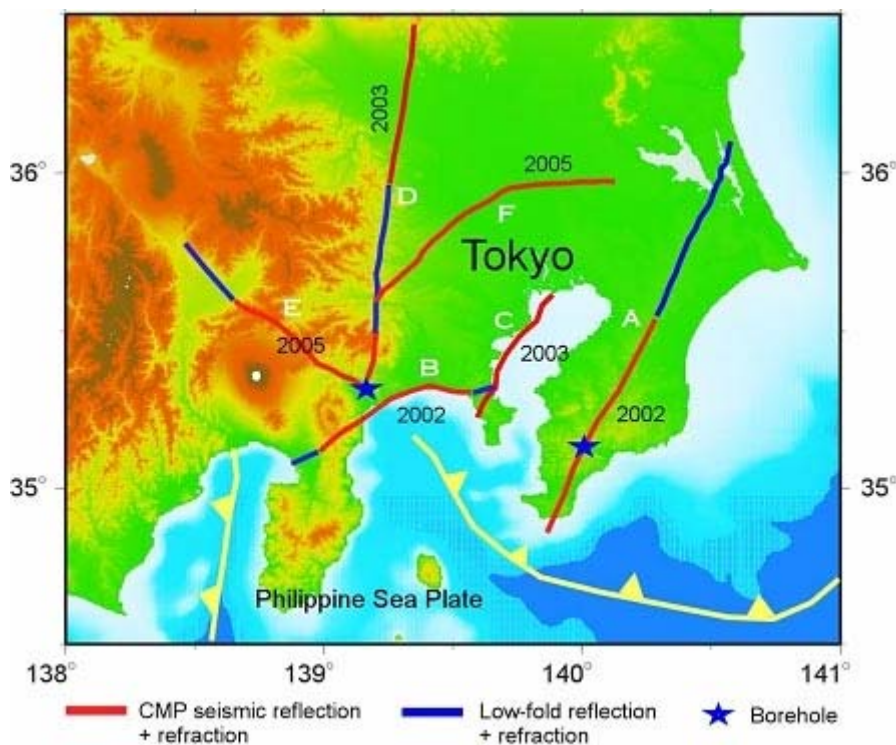 2003
36°
36°
2005
D
F
Tokyo
E
C
A
2005
2003
B
2002
2002
35°
35°
Philippine Sea Plate
138°
139°
140°
141°
CMP seismic reflection
+ refraction
Low-fold reflection
+ refraction
Borehole